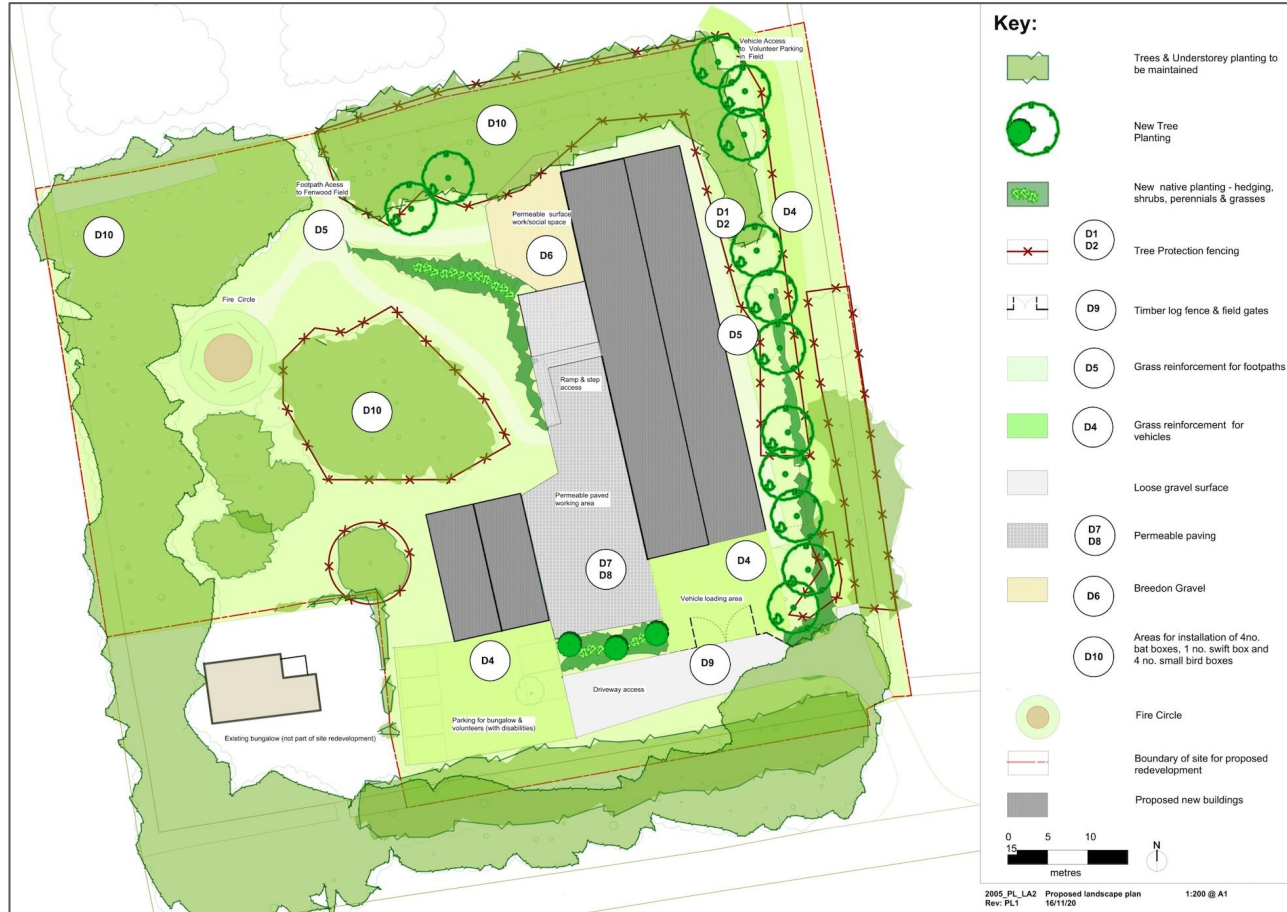 Vehicle Access
to Volunteer Parking
in Field
D10
Footpath Acess
to Fenwood Field
D10
D5
Permeable surface
work/social space
D6
D1
D2
D4
Fire Circle
D5
Ramp & step
access
D10
Permeable paved
working area
D7
D8
D4
Vehicle loading area
D4
D9
Driveway access
Parking for bungalow &
volunteers (with disabilities)
Existing bungalow (not part of site redevelopment)
Key:
Trees & Understorey planting to
be maintained
New Tree
Planting
New native planting - hedging,
shrubs, perennials & grasses
D1
D2
Tree Protection fencing
D9
Timber log fence & field gates
D5
Grass reinforcement for footpaths
D4
Grass reinforcement for
vehicles
Loose gravel surface
D7
D8
Permeable paving
D6
Breedon Gravel
D10
Areas for installation of 4no.
bat boxes, 1 no. swift box and
4 no. small bird boxes
Fire Circle
Boundary of site for proposed
redevelopment
Proposed new buildings
0 5 10
15
metres
N
2005_PL_LA2 Proposed landscape plan 1:200 @ A1
Rev: PL1 16/11/20